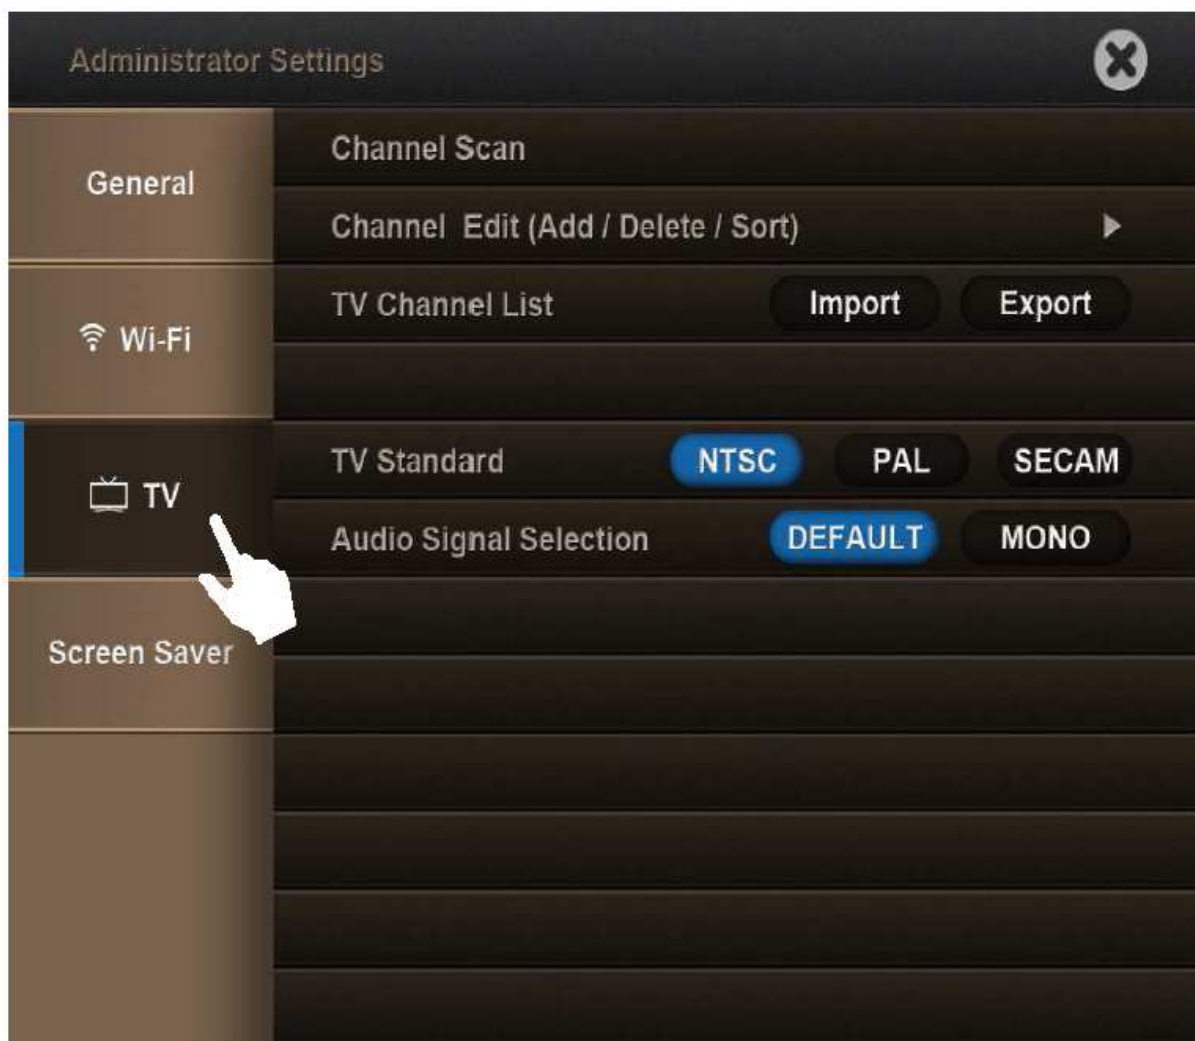 Administrator Settings
General
Channel Scan
Channel Edit (Add / Delete / Sort)
Wi-Fi
TV Channel List Import Export
TV
TV Standard NTSC PAL SECAM
Audio Signal Selection DEFAULT MONO
Screen Saver